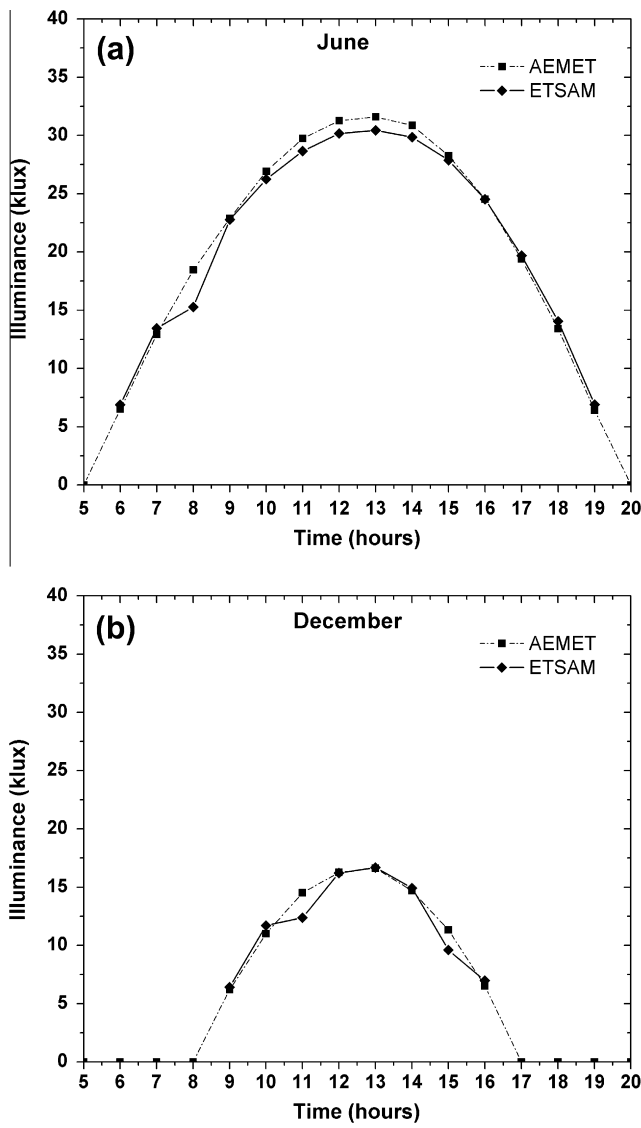 (a)
June
AEMET
ETSAM
Illuminance (klux)
40
35
30
25
20
15
10
5
0
5 6 7 8 9 10 11 12 13 14 15 16 17 18 19 20
Time (hours)
(b)
December
AEMET
ETSAM
Illuminance (klux)
40
35
30
25
20
15
10
5
0
5 6 7 8 9 10 11 12 13 14 15 16 17 18 19 20
Time (hours)